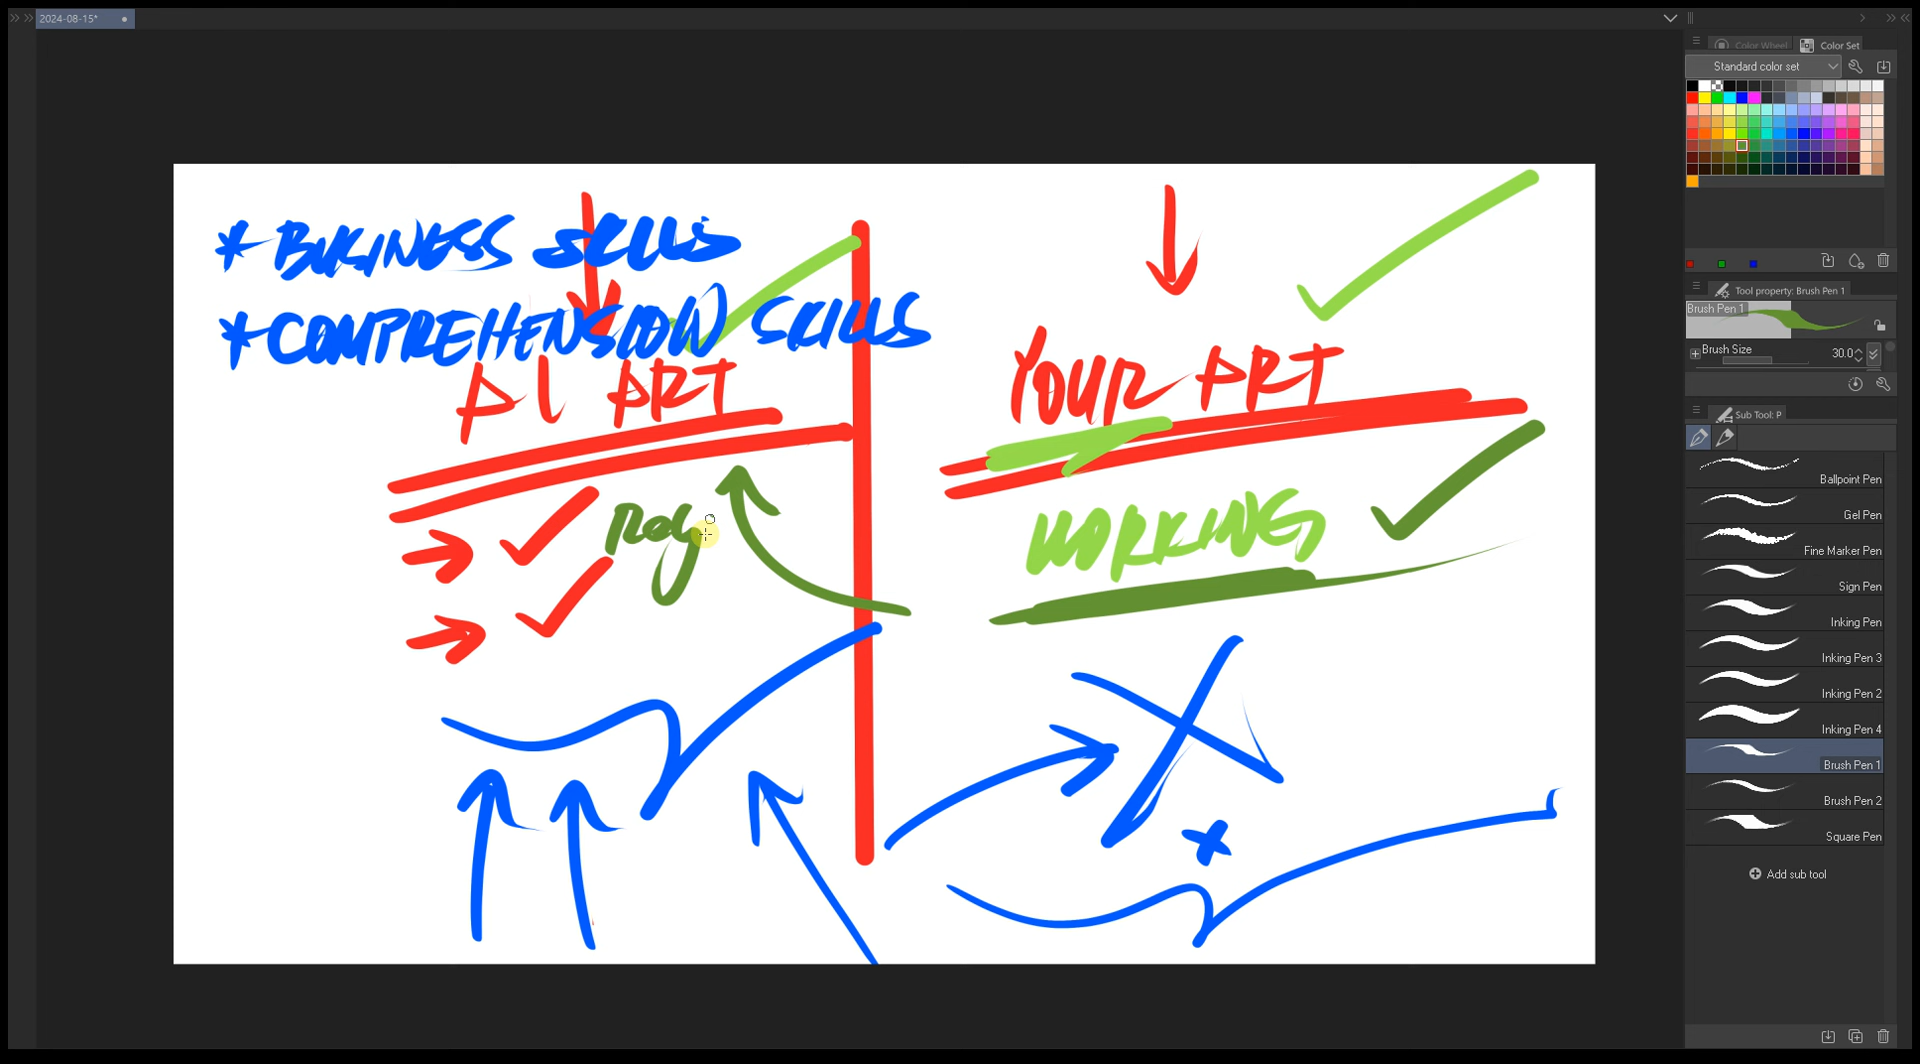 2024-08-15*
Color Wheel
Color Set
Standard color set
*BUSINESS SKILLS
*COMPREHENSION SKILLS
AI ART
YOUR ART
WORKING
Tool property: Brush Pen 1
Brush Pen 1
Brush Size
30.0
Sub Tool: P
Ballpoint Pen
Gel Pen
Fine Marker Pen
Sign Pen
Inking Pen
Inking Pen 3
Inking Pen 2
Inking Pen 4
Brush Pen 1
Brush Pen 2
Square Pen
Add sub tool